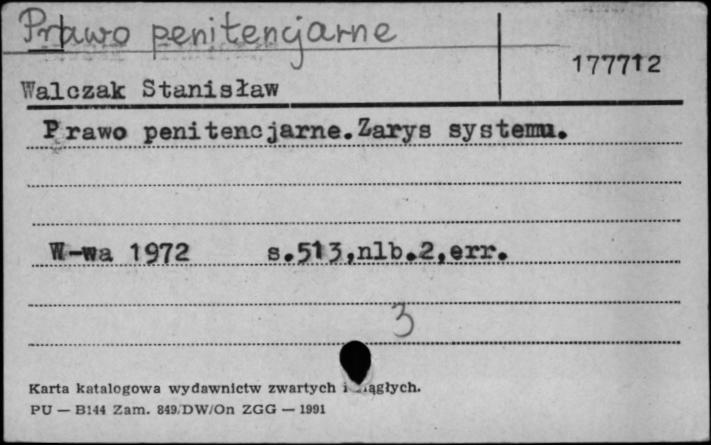 Prawo penitencjarne
177712
Walczak Stanisław
Prawo penitencjarne.Zarys systemu.
W-wa 1972 s.513,nlb.2,err.
3
Karta katalogowa wydawnictw zwartych i ciągłych.
PU — B144 Zam. 849/DW/On ZGG — 1991